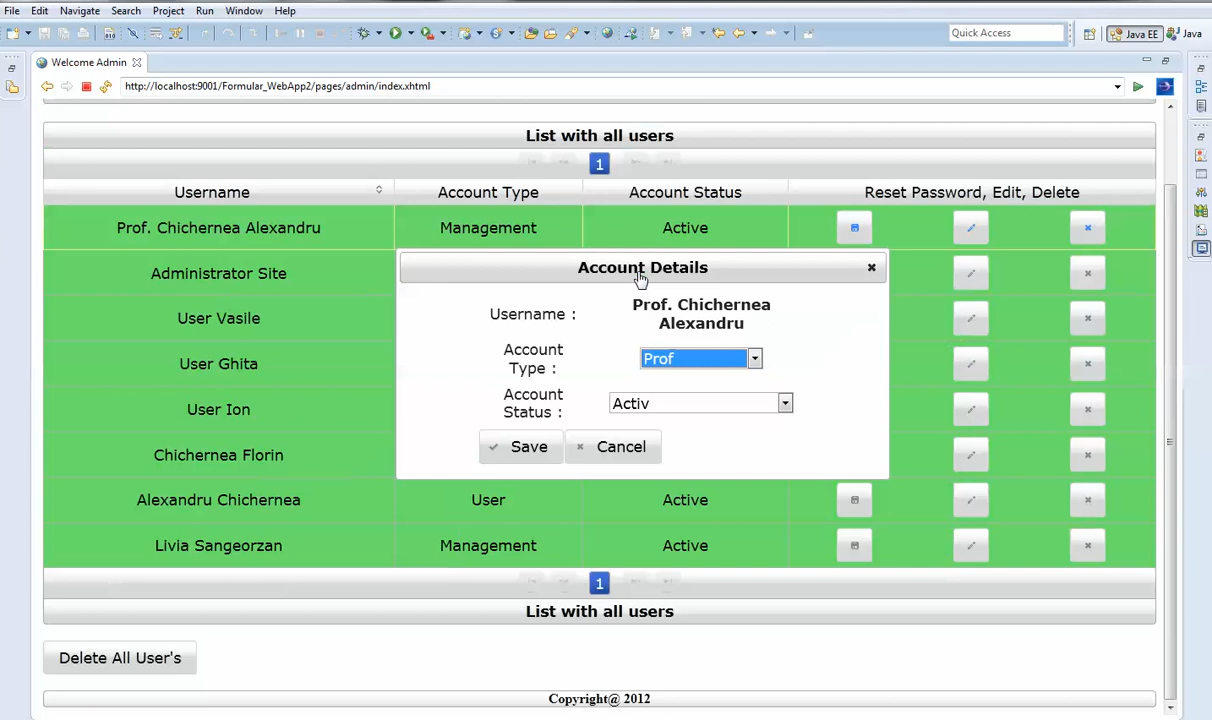 File Edit Navigate Search Project Run Window Help
Quick Access
Java EE
Java
Welcome Admin
http://localhost:9001/Formular_WebApp2/pages/admin/index.xhtml
List with all users
1
Username Account Type Account Status Reset Password, Edit, Delete
Prof. Chichernea Alexandru Management Active
Administrator Site
User Vasile
User Ghita
User Ion
Chichernea Florin
Alexandru Chichernea User Active
Livia Sangeorzan Management Active
Account Details
Username : Prof. Chichernea
Alexandru
Account
Type : Prof
Account
Status : Activ
Save Cancel
1
List with all users
Delete All User's
Copyright@ 2012